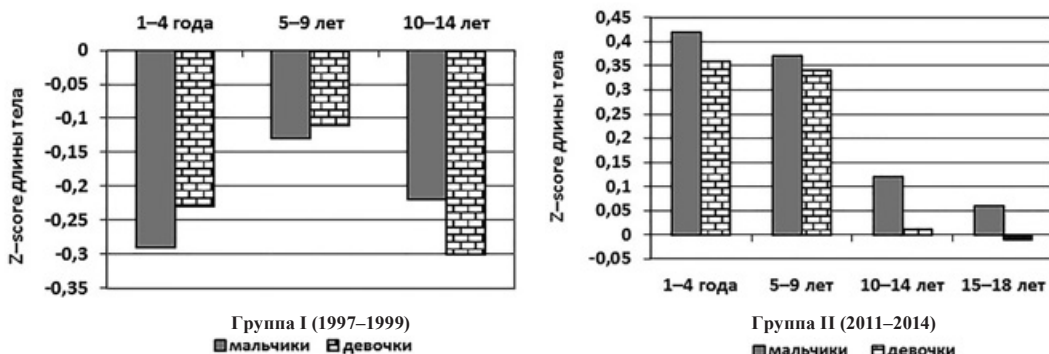 1–4 года 5–9 лет 10–14 лет
0
-0,05
-0,1
-0,15
-0,2
-0,25
-0,3
-0,35
Z–score длины тела
Группа I (1997–1999)
мальчики девочки
0,45
0,4
0,35
0,3
0,25
0,2
0,15
0,1
0,05
0
-0,05
Z–score длины тела
1–4 года 5–9 лет 10–14 лет 15–18 лет
Группа II (2011–2014)
мальчики девочки